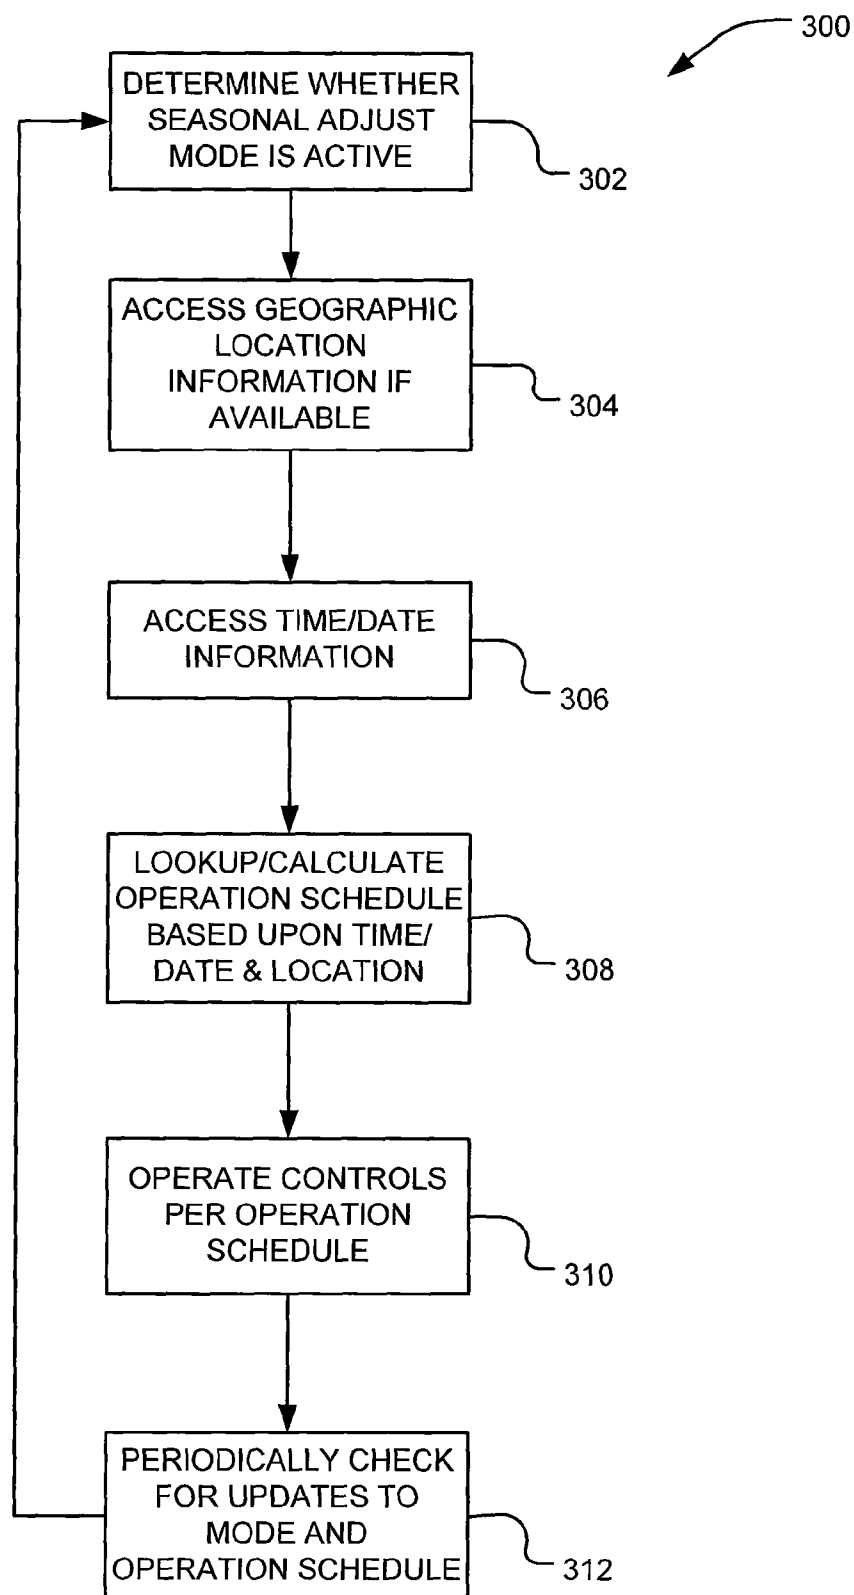 300
DETERMINE WHETHER
SEASONAL ADJUST
MODE IS ACTIVE
302
ACCESS GEOGRAPHIC
LOCATION
INFORMATION IF
AVAILABLE
304
ACCESS TIME/DATE
INFORMATION
306
LOOKUP/CALCULATE
OPERATION SCHEDULE
BASED UPON TIME/
DATE & LOCATION
308
OPERATE CONTROLS
PER OPERATION
SCHEDULE
310
PERIODICALLY CHECK
FOR UPDATES TO
MODE AND
OPERATION SCHEDULE
312